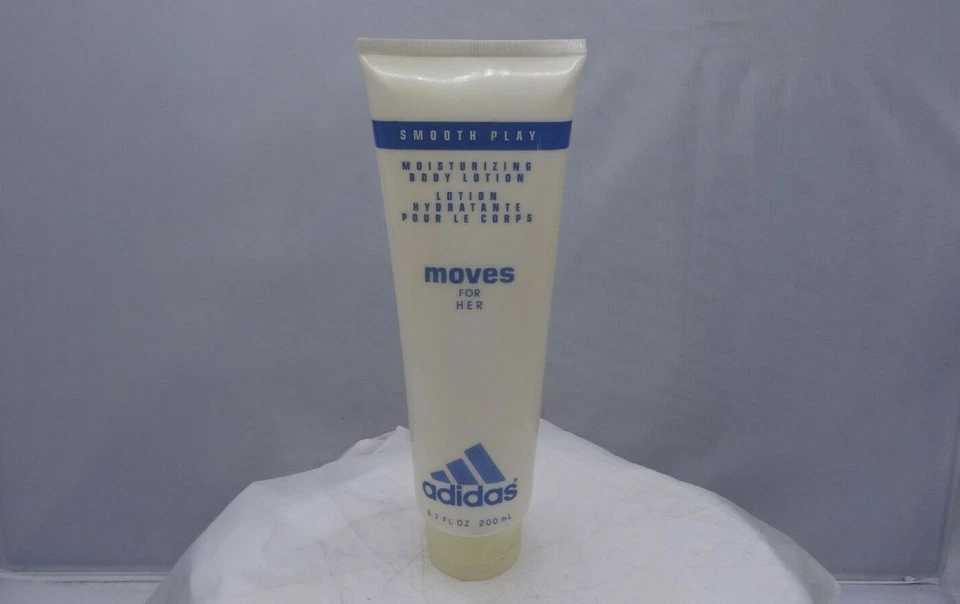 SMOOTH PLAY
MOISTURIZING
BODY LOTION
LOTION
HYDRATANTE
POUR LE CORPS
moves
FOR
HER
adidas®
6.7 FL OZ 200 mL